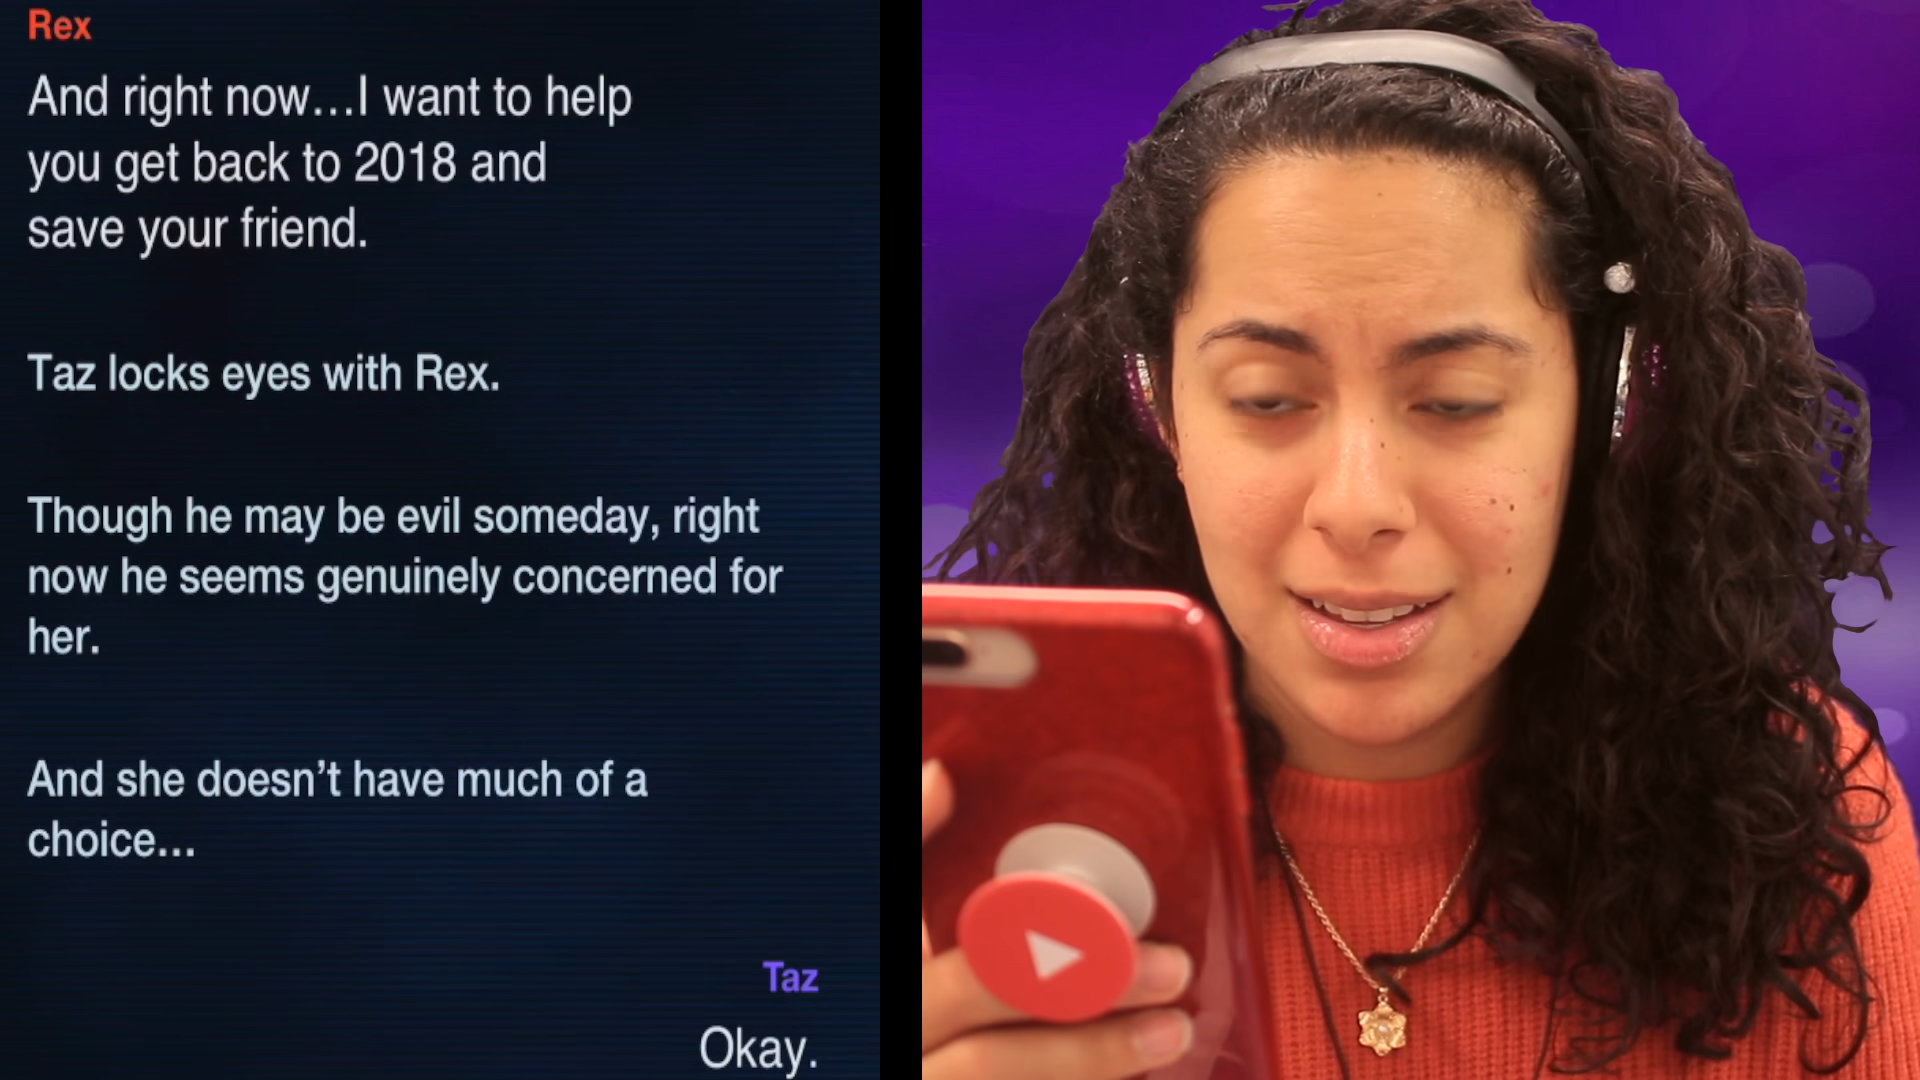 Rex
And right now...I want to help
you get back to 2018 and
save your friend.
Taz locks eyes with Rex.
Though he may be evil someday, right
now he seems genuinely concerned for
her.
And she doesn't have much of a
choice...
Taz
Okay.